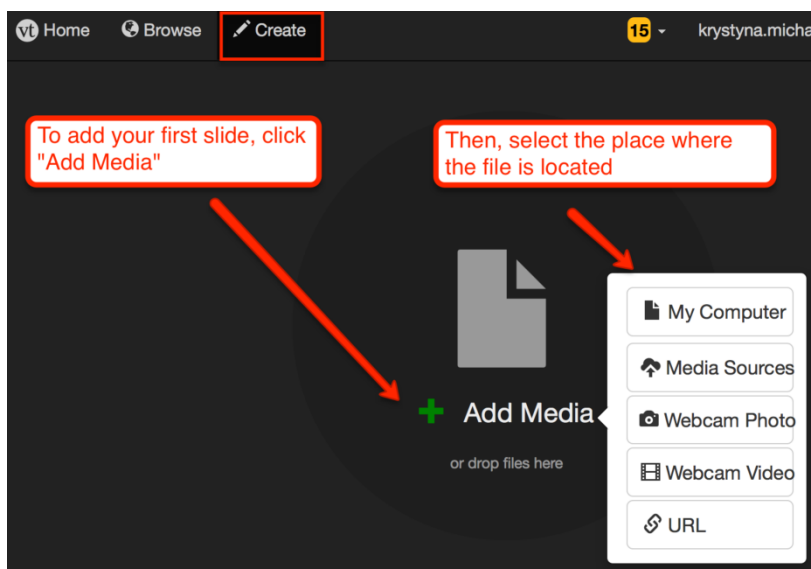 vt Home Browse Create 15 krystyna.micha
To add your first slide, click
"Add Media"
Then, select the place where
the file is located
My Computer
Media Sources
Add Media
Webcam Photo
or drop files here
Webcam Video
URL